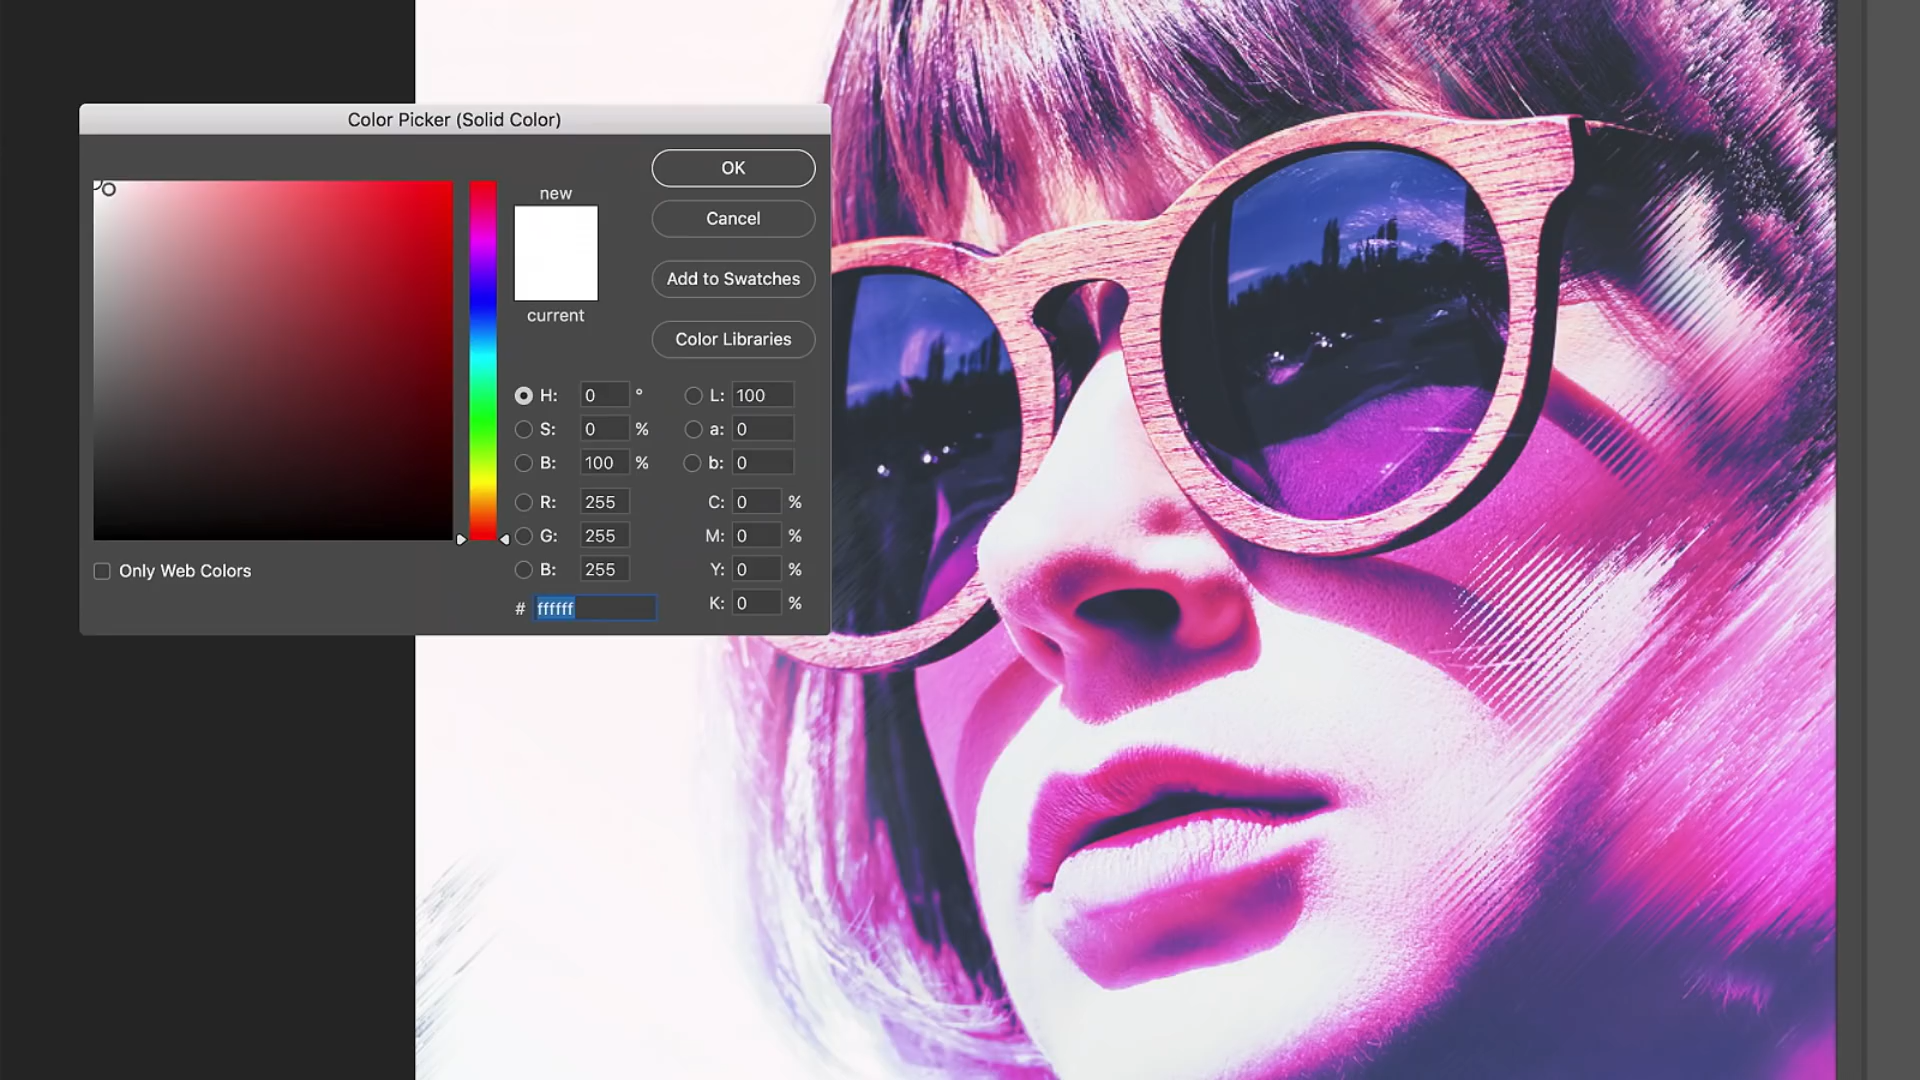 Color Picker (Solid Color)
OK
new
Cancel
Add to Swatches
current
Color Libraries
H: 0 °
L: 100
S: 0 %
a: 0
B: 100 %
b: 0
R: 255
C: 0 %
G: 255
M: 0 %
B: 255
Y: 0 %
Only Web Colors
# ffffff
K: 0 %